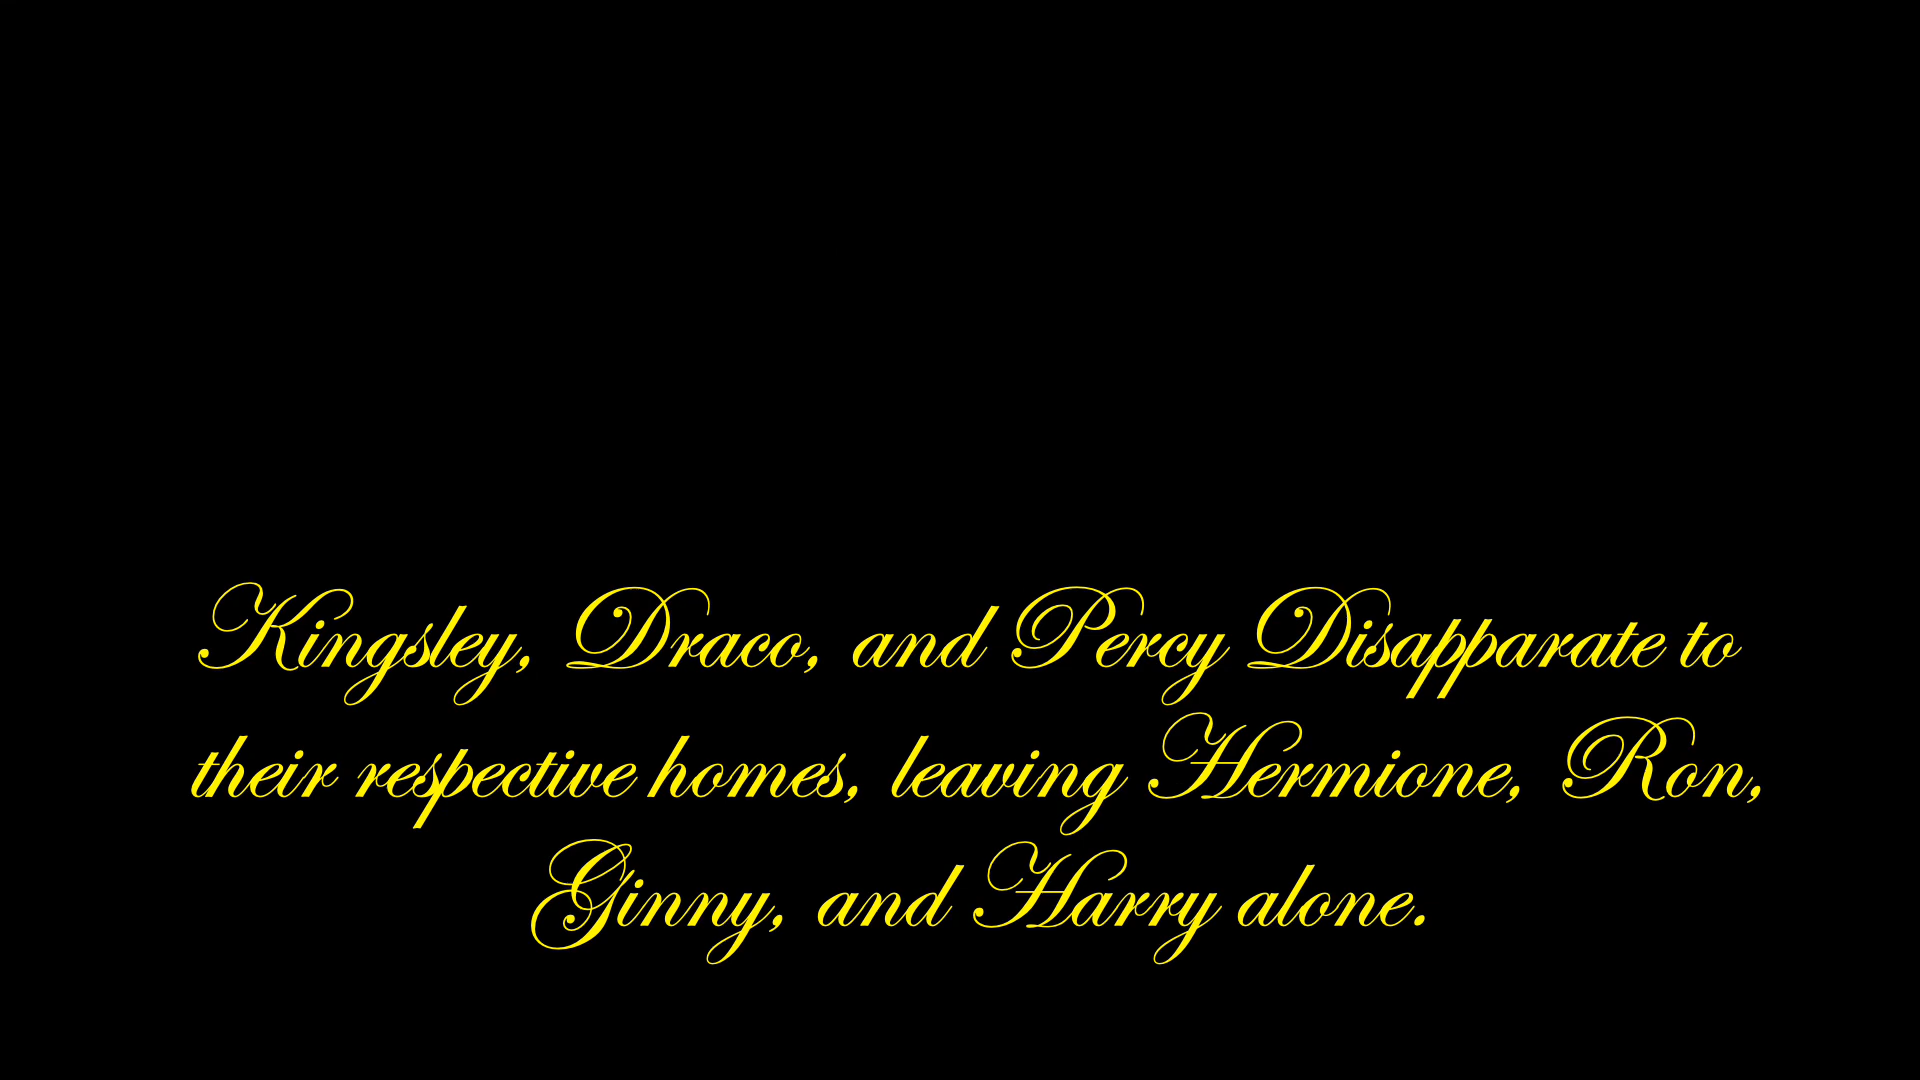 Kingsley, Draco, and Percy Disapparate to
their respective homes, leaving Hermione, Ron,
Ginny, and Harry alone.